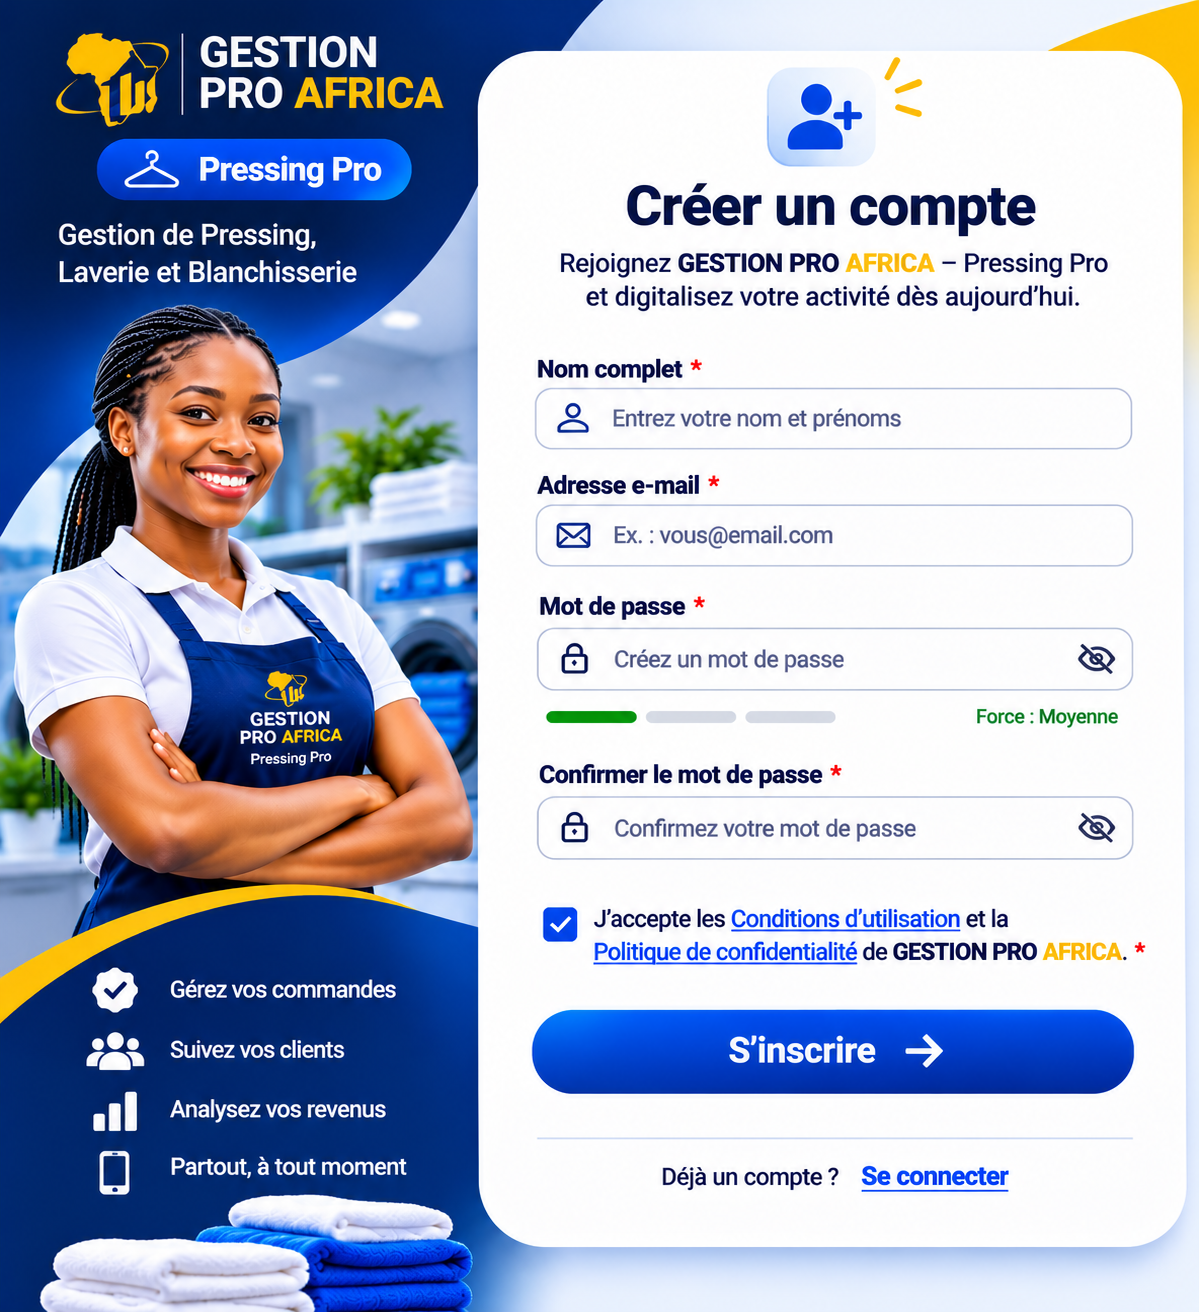 GESTION
PRO AFRICA
Pressing Pro
Gestion de Pressing,
Laverie et Blanchisserie
GESTION
PRO AFRICA
Pressing Pro
Gérez vos commandes
Suivez vos clients
Analysez vos revenus
Partout, à tout moment
Créer un compte
Rejoignez GESTION PRO AFRICA – Pressing Pro
et digitalisez votre activité dès aujourd’hui.
Nom complet *
Entrez votre nom et prénoms
Adresse e-mail *
Ex. : vous@email.com
Mot de passe *
Créez un mot de passe
Force : Moyenne
Confirmer le mot de passe *
Confirmez votre mot de passe
J’accepte les Conditions d’utilisation et la
Politique de confidentialité de GESTION PRO AFRICA. *
S’inscrire
Déjà un compte ? Se connecter